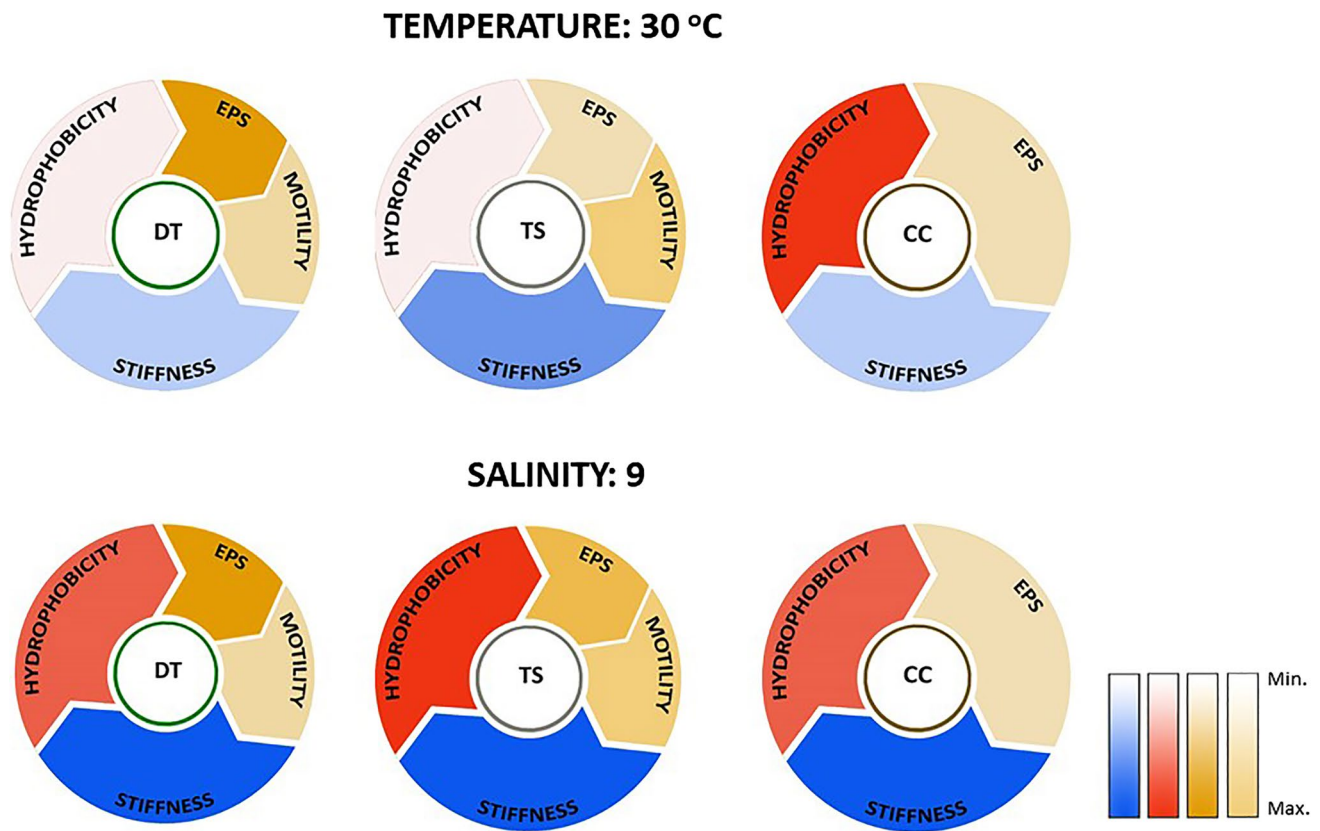 TEMPERATURE: 30 ºC
HYDROPHOBICITY
EPS
MOTILITY
DT
STIFFNESS
HYDROPHOBICITY
EPS
MOTILITY
TS
STIFFNESS
HYDROPHOBICITY
EPS
CC
STIFFNESS
SALINITY: 9
HYDROPHOBICITY
EPS
MOTILITY
DT
STIFFNESS
HYDROPHOBICITY
EPS
MOTILITY
TS
STIFFNESS
HYDROPHOBICITY
EPS
CC
STIFFNESS
Min.
Max.